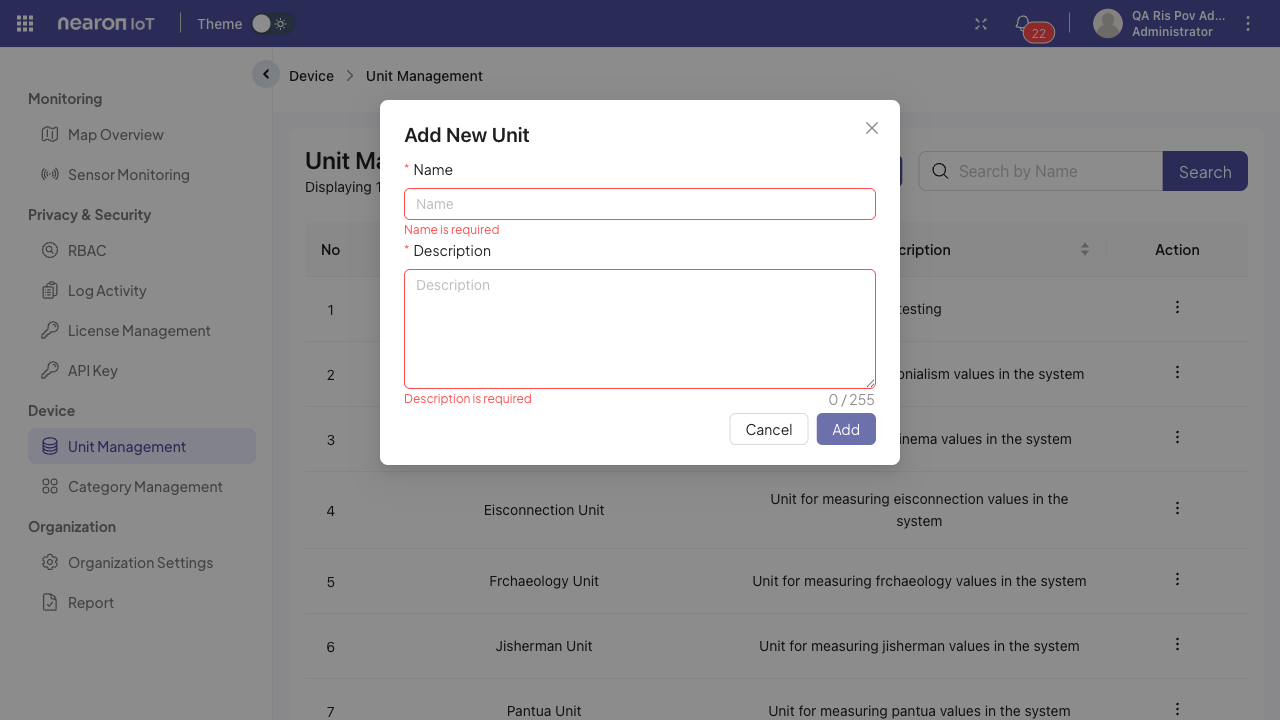 nearon IoT
Theme
22
QA Ris Pov Ad...
Administrator
Monitoring
Map Overview
Sensor Monitoring
Privacy & Security
RBAC
Log Activity
License Management
API Key
Device
Unit Management
Category Management
Organization
Organization Settings
Report
Device
Unit Management
Unit Ma
Displaying 1
Search by Name
Search
No
cription
Action
1
testing
2
onialism values in the system
3
inema values in the system
4
Eisconnection Unit
Unit for measuring eisconnection values in the
system
5
Frchaeology Unit
Unit for measuring frchaeology values in the system
6
Jisherman Unit
Unit for measuring jisherman values in the system
7
Pantua Unit
Unit for measuring pantua values in the system
Add New Unit
* Name
Name
Name is required
* Description
Description
Description is required
0 / 255
Cancel
Add